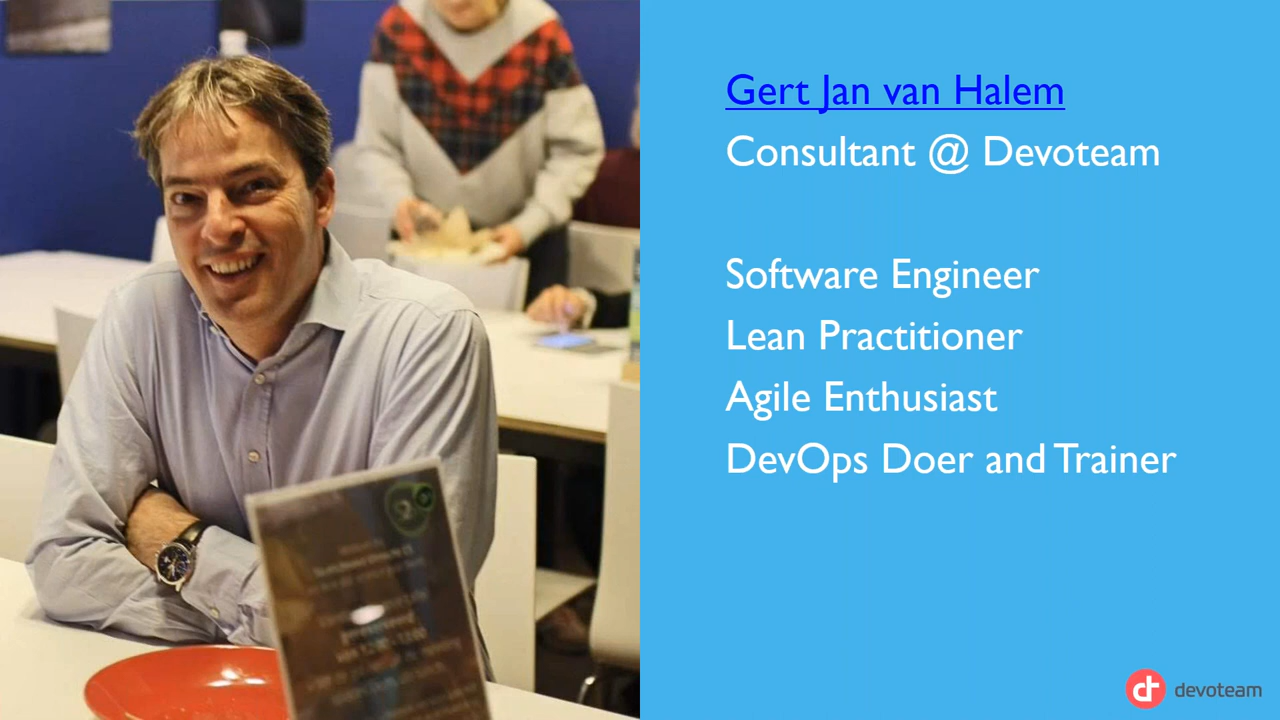 Gert Jan van Halem
Consultant @ Devoteam
Software Engineer
Lean Practitioner
Agile Enthusiast
DevOps Doer and Trainer
devoteam